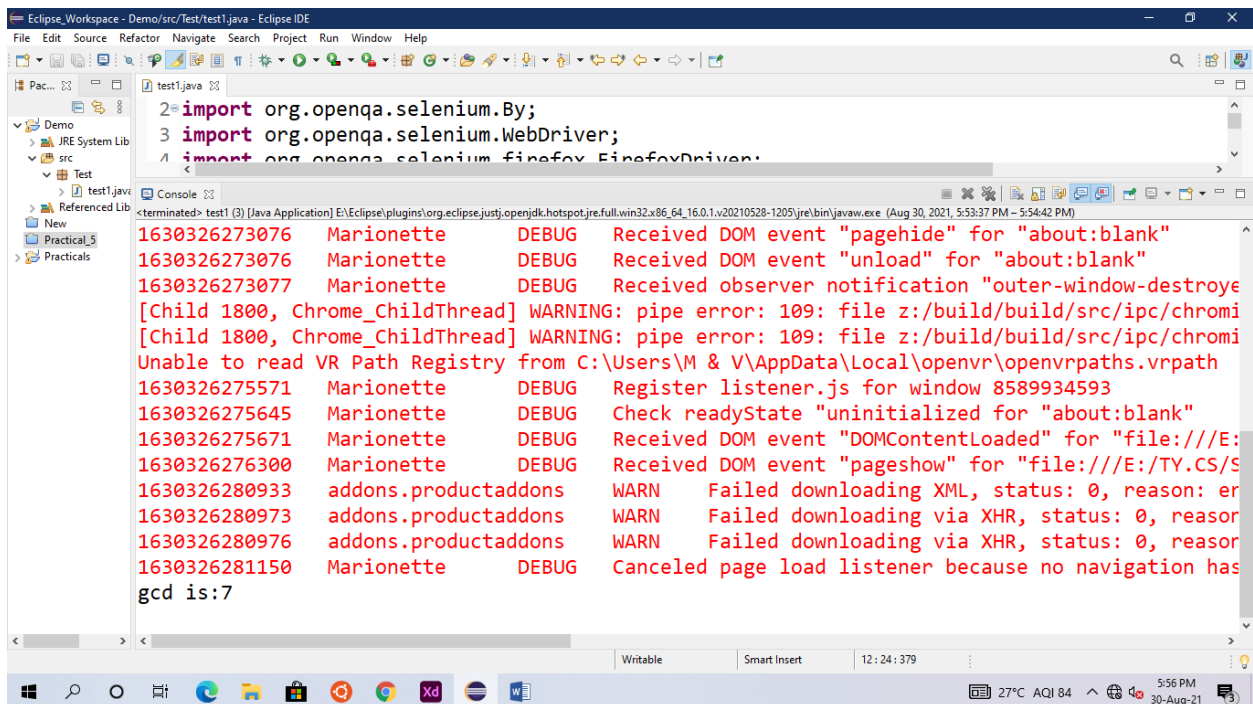 Eclipse_Workspace - Demo/src/Test/test1.java - Eclipse IDE
File Edit Source Refactor Navigate Search Project Run Window Help
Pac...
test1.java
Demo
JRE System Lib
src
Test
test1.java
Referenced Lib
New
Practical_5
Practicals
2 import org.openqa.selenium.By;
3 import org.openqa.selenium.WebDriver;
4 import org.openqa.selenium.firefox.FirefoxDriver;
Console
<terminated> test1 (3) [Java Application] E:\Eclipse\plugins\org.eclipse.justj.openjdk.hotspot.jre.full.win32.x86_64_16.0.1.v20210528-1205\jre\bin\javaw.exe (Aug 30, 2021, 5:53:37 PM – 5:54:42 PM)
1630326273076 Marionette DEBUG Received DOM event "pagehide" for "about:blank"
1630326273076 Marionette DEBUG Received DOM event "unload" for "about:blank"
1630326273077 Marionette DEBUG Received observer notification "outer-window-destroye
[Child 1800, Chrome_ChildThread] WARNING: pipe error: 109: file z:/build/build/src/ipc/chromi
[Child 1800, Chrome_ChildThread] WARNING: pipe error: 109: file z:/build/build/src/ipc/chromi
Unable to read VR Path Registry from C:\Users\M & V\AppData\Local\openvr\openvrpaths.vrpath
1630326275571 Marionette DEBUG Register listener.js for window 8589934593
1630326275645 Marionette DEBUG Check readyState "uninitialized for "about:blank"
1630326275671 Marionette DEBUG Received DOM event "DOMContentLoaded" for "file:///E:
1630326276300 Marionette DEBUG Received DOM event "pageshow" for "file:///E:/TY.CS/S
1630326280933 addons.productaddons WARN Failed downloading XML, status: 0, reason: er
1630326280973 addons.productaddons WARN Failed downloading via XHR, status: 0, reason
1630326280976 addons.productaddons WARN Failed downloading via XHR, status: 0, reason
1630326281150 Marionette DEBUG Canceled page load listener because no navigation has
gcd is:7
Writable Smart Insert 12 : 24 : 379
Xd
27°C AQI 84
5:56 PM
30-Aug-21
3